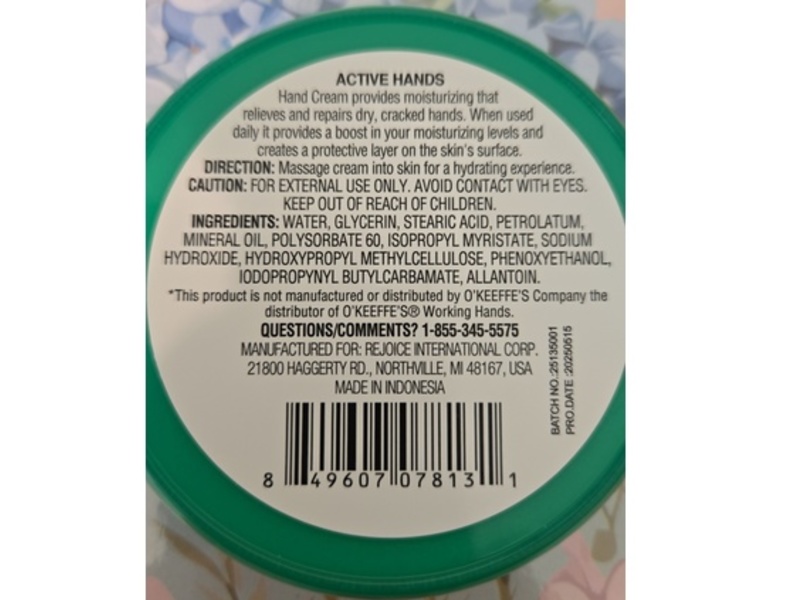 ACTIVE HANDS
Hand Cream provides moisturizing that
relieves and repairs dry, cracked hands. When used
daily it provides a boost in your moisturizing levels and
creates a protective layer on the skin's surface.
DIRECTION: Massage cream into skin for a hydrating experience.
CAUTION: FOR EXTERNAL USE ONLY. AVOID CONTACT WITH EYES.
KEEP OUT OF REACH OF CHILDREN.
INGREDIENTS: WATER, GLYCERIN, STEARIC ACID, PETROLATUM,
MINERAL OIL, POLYSORBATE 60, ISOPROPYL MYRISTATE, SODIUM
HYDROXIDE, HYDROXYPROPYL METHYLCELLULOSE, PHENOXYETHANOL,
IODOPROPYNYL BUTYLCARBAMATE, ALLANTOIN.
*This product is not manufactured or distributed by O'KEEFFE'S Company the
distributor of O'KEEFFE'S® Working Hands.
QUESTIONS/COMMENTS? 1-855-345-5575
MANUFACTURED FOR: REJOICE INTERNATIONAL CORP.
21800 HAGGERTY RD., NORTHVILLE, MI 48167, USA
MADE IN INDONESIA
BATCH NO.:25135001
PRO.DATE :20250515
8 49607 07813 1